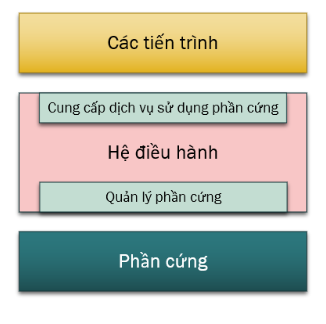 Các tiến trình
Cung cấp dịch vụ sử dụng phần cứng
Hệ điều hành
Quản lý phần cứng
Phần cứng